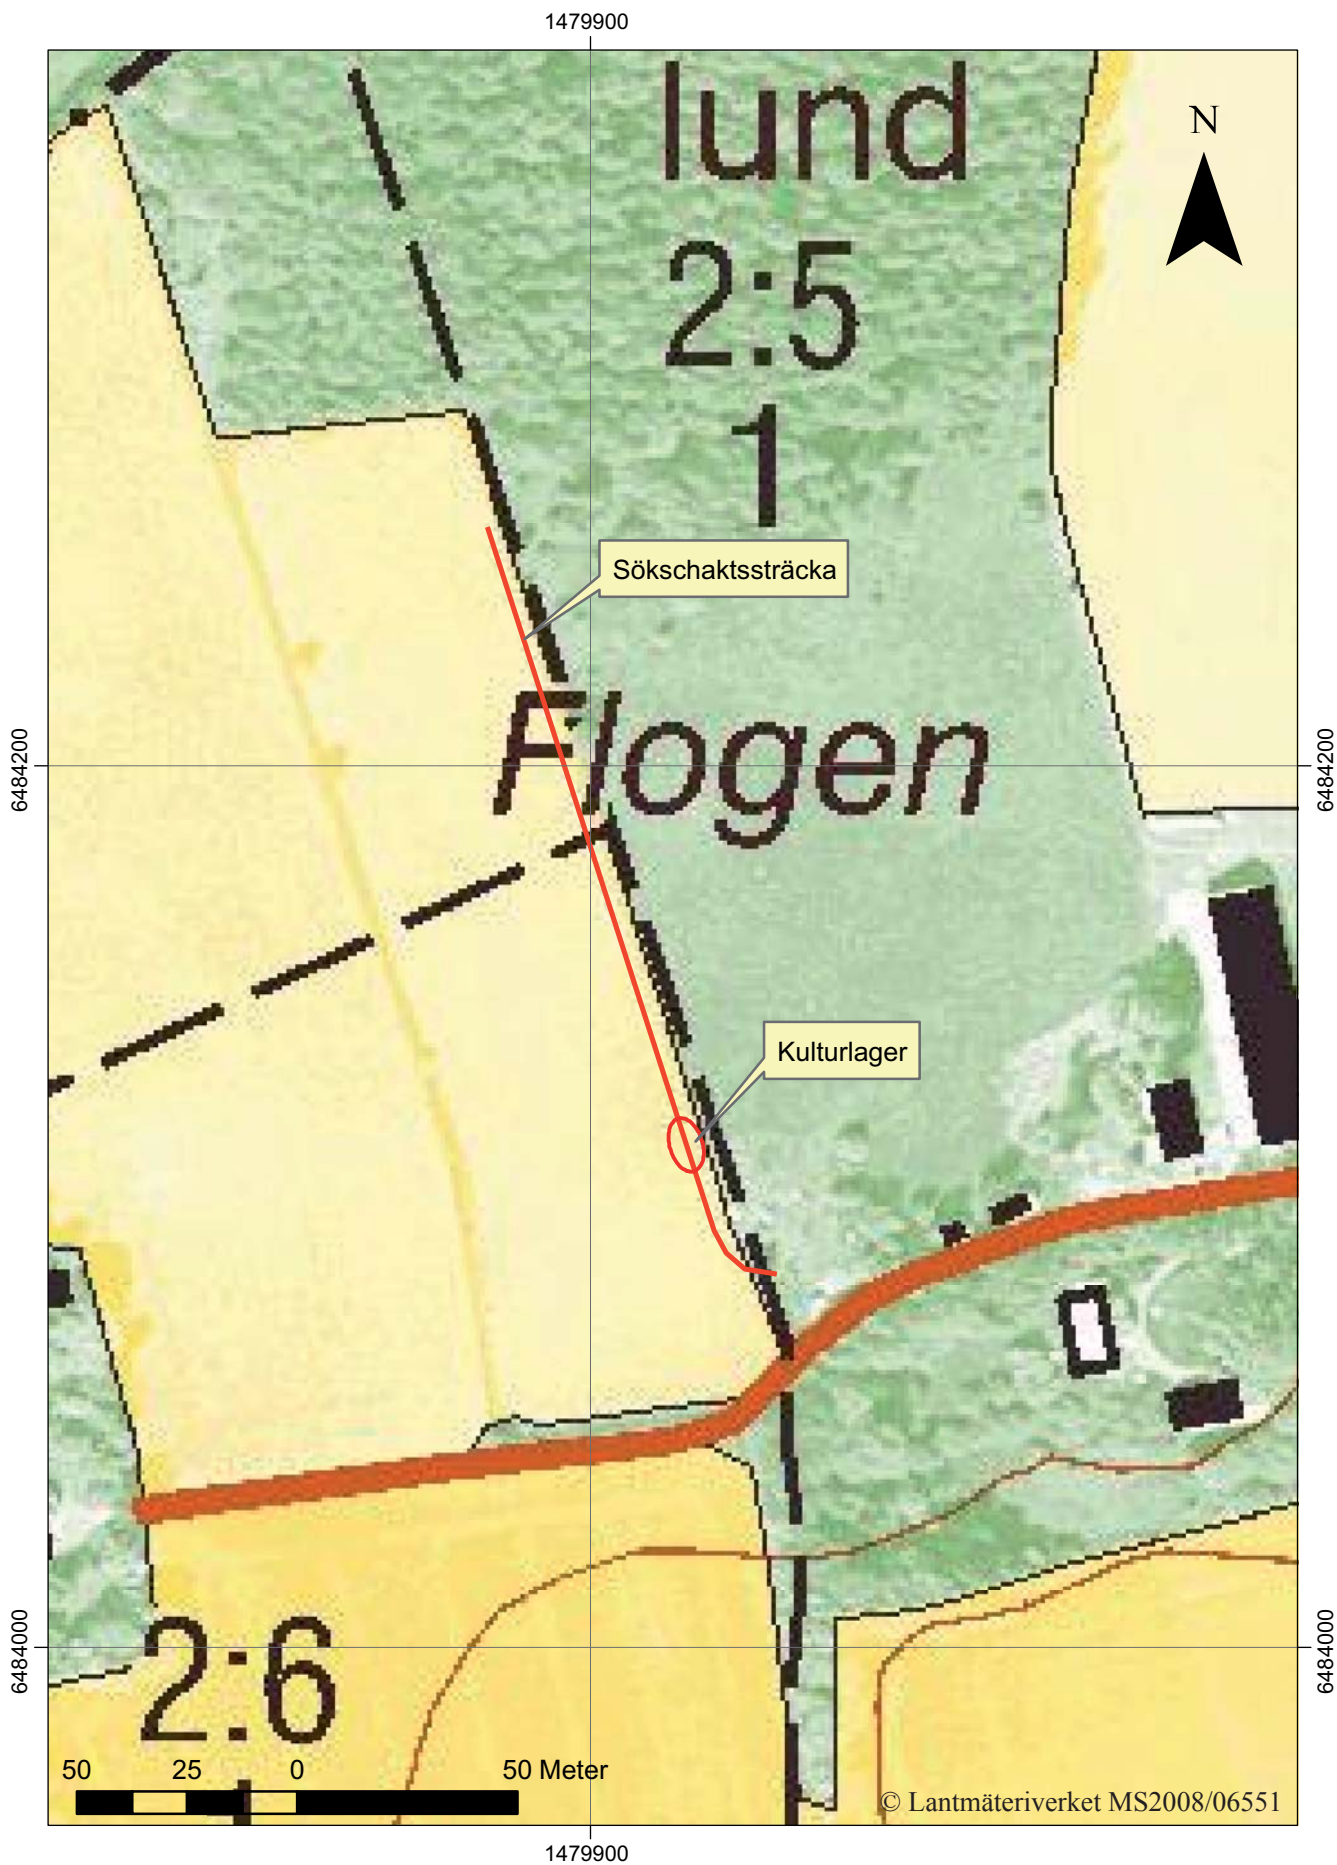 1479900
lund
N
2:5
1
Sökschaktssträcka
Flogen
6484200
6484200
Kulturlager
6484000
6484000
2:6
50 25 0 50 Meter
© Lantmäteriverket MS2008/06551
1479900